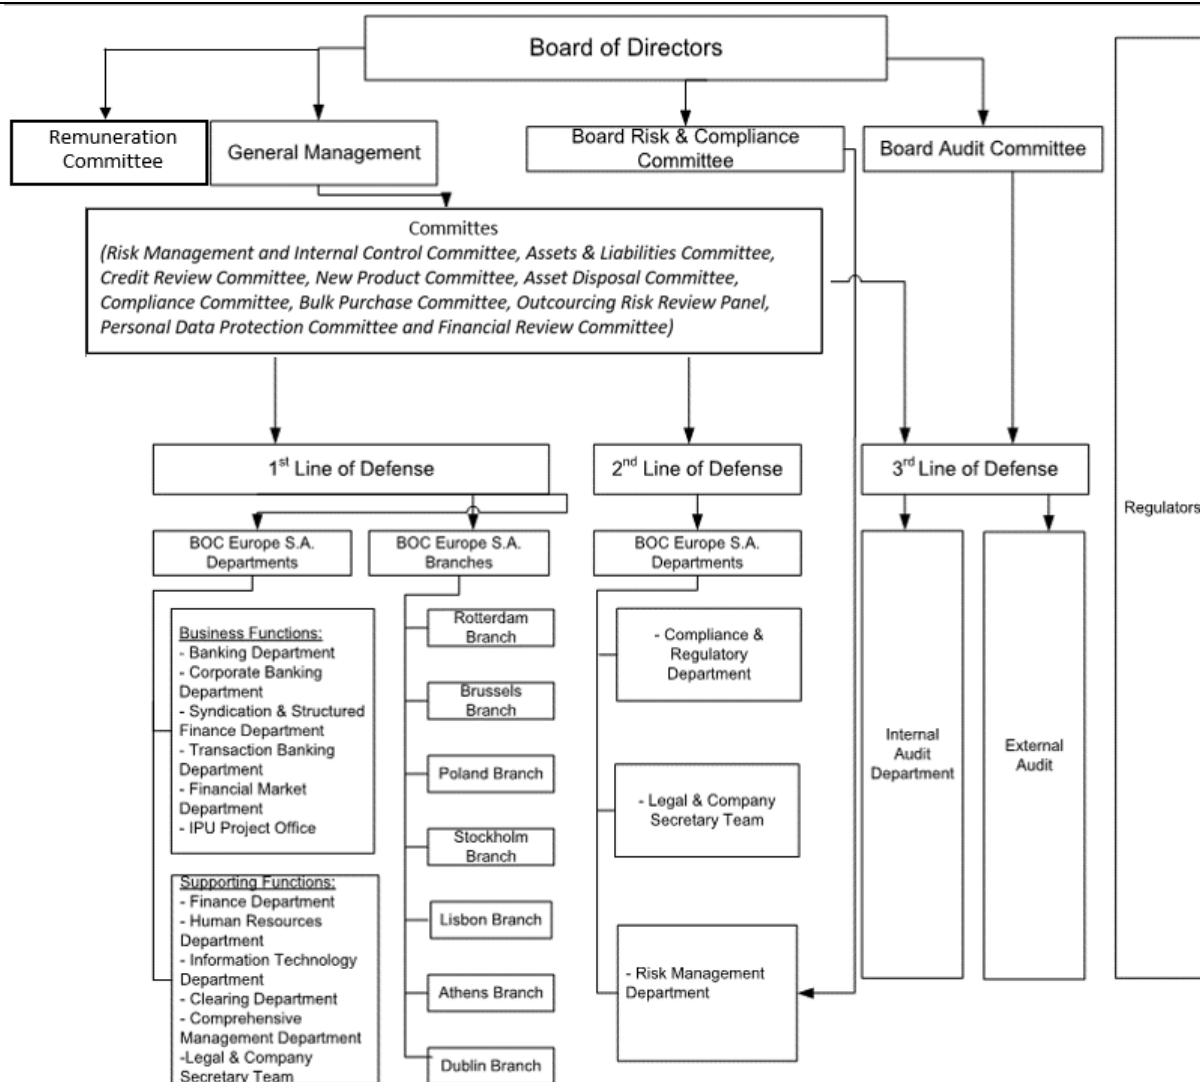 Board of Directors
Remuneration
Committee
General Management
Board Risk & Compliance
Committee
Board Audit Committee
Committes
(Risk Management and Internal Control Committee, Assets & Liabilities Committee,
Credit Review Committee, New Product Committee, Asset Disposal Committee,
Compliance Committee, Bulk Purchase Committee, Outcourcing Risk Review Panel,
Personal Data Protection Committee and Financial Review Committee)
1st Line of Defense
2nd Line of Defense
3rd Line of Defense
Regulators
BOC Europe S.A.
Departments
BOC Europe S.A.
Branches
BOC Europe S.A.
Departments
Business Functions:
- Banking Department
- Corporate Banking
Department
- Syndication & Structured
Finance Department
- Transaction Banking
Department
- Financial Market
Department
- IPU Project Office
Supporting Functions:
- Finance Department
- Human Resources
Department
- Information Technology
Department
- Clearing Department
- Comprehensive
Management Department
-Legal & Company
Secretary Team
Rotterdam
Branch
Brussels
Branch
Poland Branch
Stockholm
Branch
Lisbon Branch
Athens Branch
Dublin Branch
- Compliance &
Regulatory
Department
- Legal & Company
Secretary Team
- Risk Management
Department
Internal
Audit
Department
External
Audit